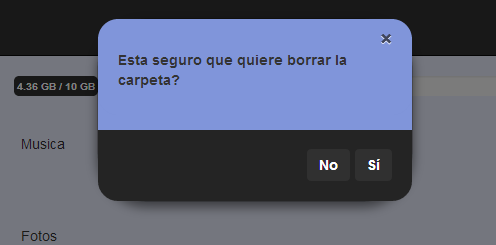 ×
Esta seguro que quiere borrar la
carpeta?
4.36 GB / 10 GB
Musica
No Sí
Fotos